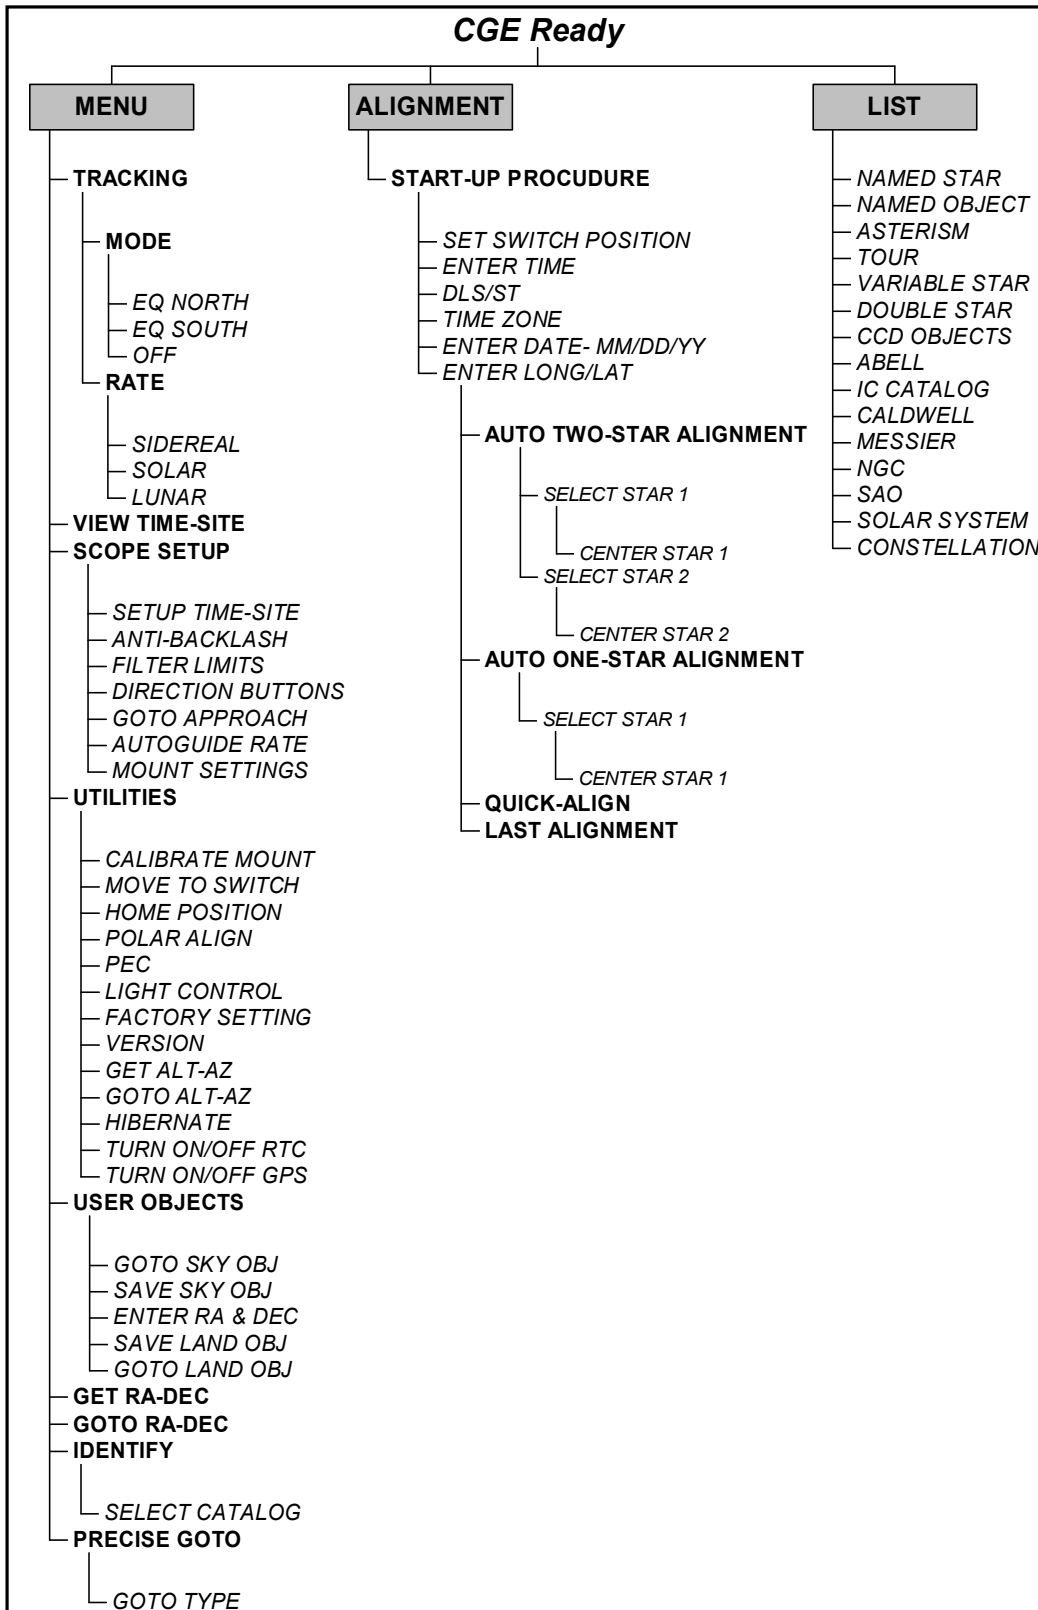 CGE Ready
MENU
TRACKING
MODE
EQ NORTH
EQ SOUTH
OFF
RATE
SIDEREAL
SOLAR
LUNAR
VIEW TIME-SITE
SCOPE SETUP
SETUP TIME-SITE
ANTI-BACKLASH
FILTER LIMITS
DIRECTION BUTTONS
GOTO APPROACH
AUTOGUIDE RATE
MOUNT SETTINGS
UTILITIES
CALIBRATE MOUNT
MOVE TO SWITCH
HOME POSITION
POLAR ALIGN
PEC
LIGHT CONTROL
FACTORY SETTING
VERSION
GET ALT-AZ
GOTO ALT-AZ
HIBERNATE
TURN ON/OFF RTC
TURN ON/OFF GPS
USER OBJECTS
GOTO SKY OBJ
SAVE SKY OBJ
ENTER RA & DEC
SAVE LAND OBJ
GOTO LAND OBJ
GET RA-DEC
GOTO RA-DEC
IDENTIFY
SELECT CATALOG
PRECISE GOTO
GOTO TYPE
ALIGNMENT
START-UP PROCUDURE
SET SWITCH POSITION
ENTER TIME
DLS/ST
TIME ZONE
ENTER DATE- MM/DD/YY
ENTER LONG/LAT
AUTO TWO-STAR ALIGNMENT
SELECT STAR 1
CENTER STAR 1
SELECT STAR 2
CENTER STAR 2
AUTO ONE-STAR ALIGNMENT
SELECT STAR 1
CENTER STAR 1
QUICK-ALIGN
LAST ALIGNMENT
LIST
NAMED STAR
NAMED OBJECT
ASTERISM
TOUR
VARIABLE STAR
DOUBLE STAR
CCD OBJECTS
ABELL
IC CATALOG
CALDWELL
MESSIER
NGC
SAO
SOLAR SYSTEM
CONSTELLATION